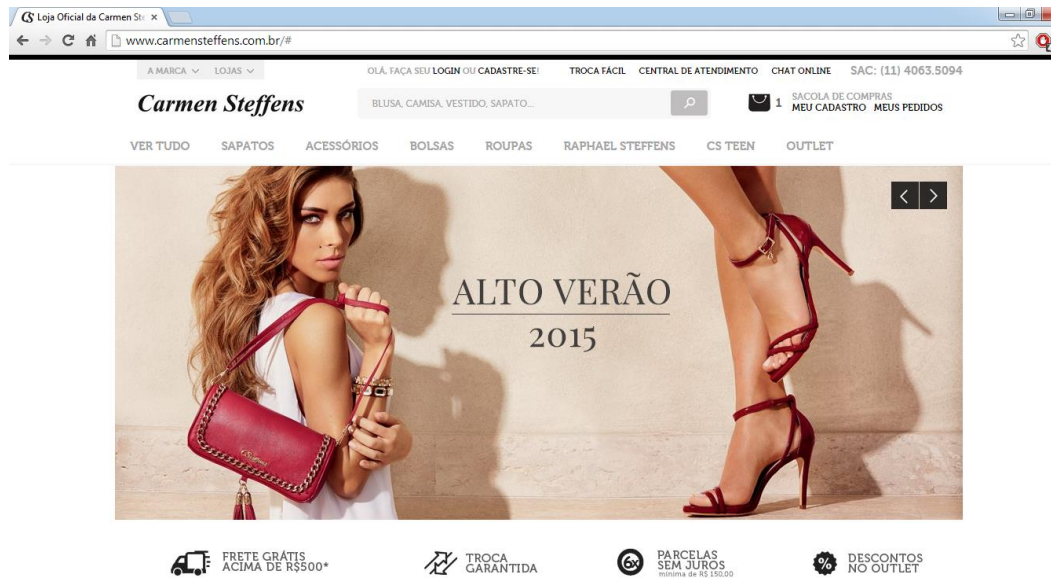 Loja Oficial da Carmen Ste
www.carmensteffens.com.br/#
A MARCA LOJAS OLÁ, FAÇA SEU LOGIN OU CADASTRE-SE! TROCA FÁCIL CENTRAL DE ATENDIMENTO CHAT ONLINE SAC: (11) 4063.5094
Carmen Steffens
BLUSA, CAMISA, VESTIDO, SAPATO...
1
SACOLA DE COMPRAS
MEU CADASTRO MEUS PEDIDOS
VER TUDO SAPATOS ACESSÓRIOS BOLSAS ROUPAS RAPHAEL STEFFENS CS TEEN OUTLET
ALTO VERÃO
2015
FRETE GRÁTIS
ACIMA DE R$500*
TROCA
GARANTIDA
6x
PARCELAS
SEM JUROS
mínima de R$ 150,00
%
DESCONTOS
NO OUTLET